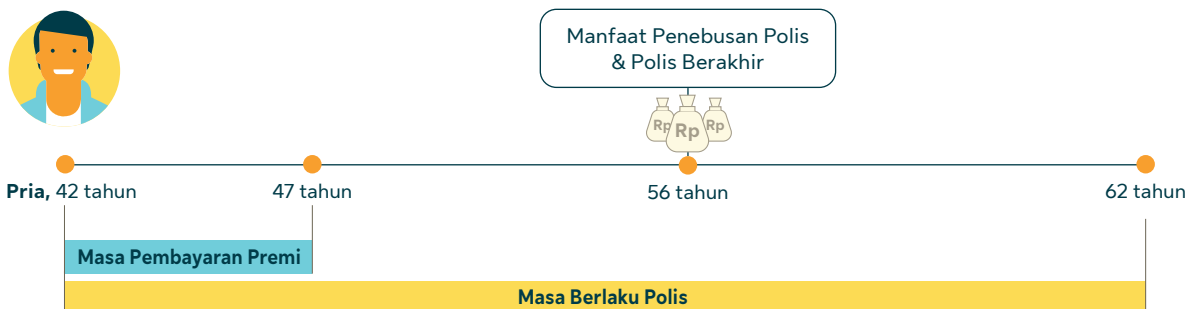 Manfaat Penebusan Polis
& Polis Berakhir
Rp Rp Rp
Pria, 42 tahun
47 tahun
56 tahun
62 tahun
Masa Pembayaran Premi
Masa Berlaku Polis